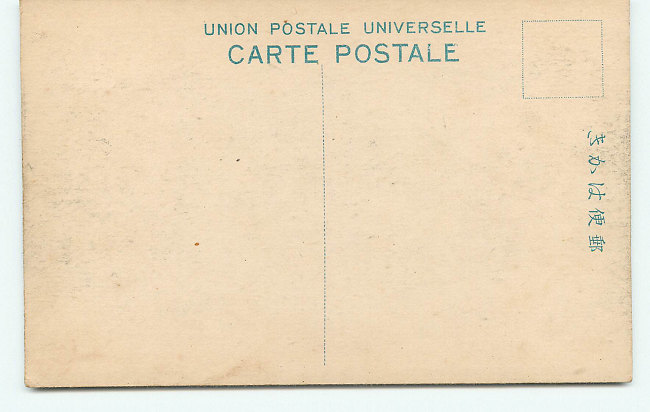 UNION POSTALE UNIVERSELLE
CARTE POSTALE
郵便はかき